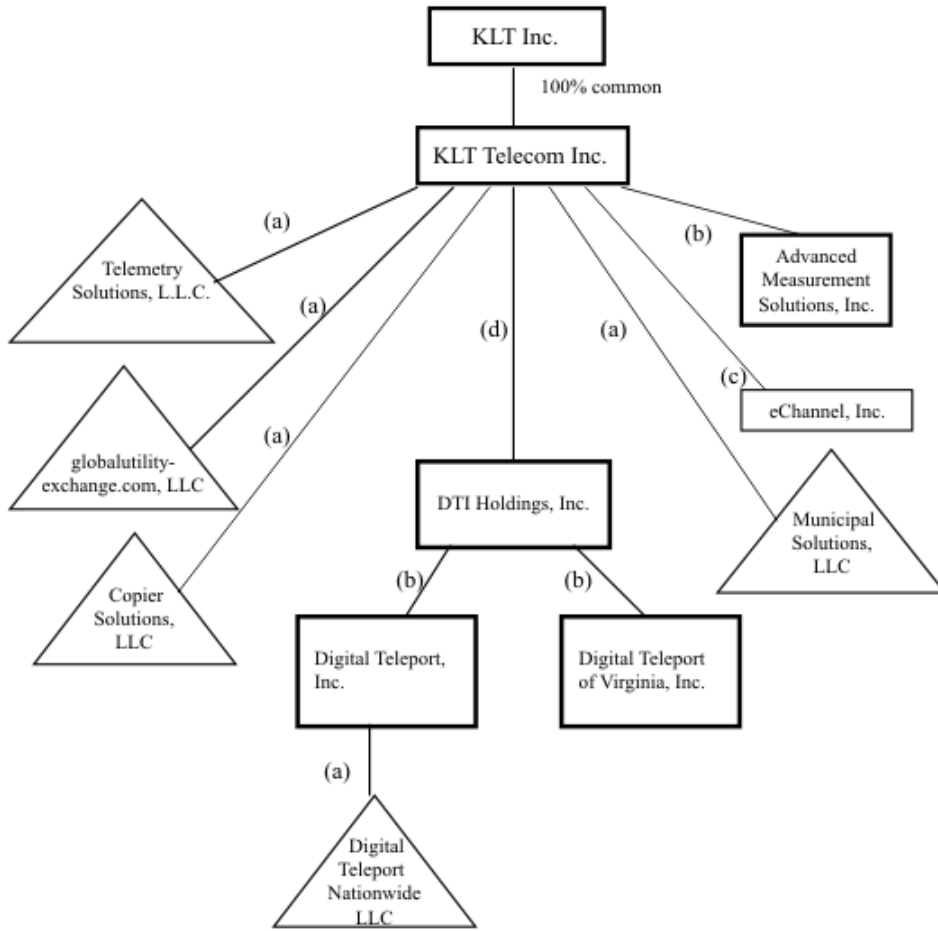 KLT Inc.
100% common
KLT Telecom Inc.
(a)
(b)
Telemetry
Solutions, L.L.C.
Advanced
Measurement
Solutions, Inc.
(a)
(d)
(a)
(c)
eChannel, Inc.
(a)
globalutility-
exchange.com, LLC
DTI Holdings, Inc.
Municipal
Solutions,
LLC
Copier
Solutions,
LLC
(b)
(b)
Digital Teleport,
Inc.
Digital Teleport
of Virginia, Inc.
(a)
Digital
Teleport
Nationwide
LLC